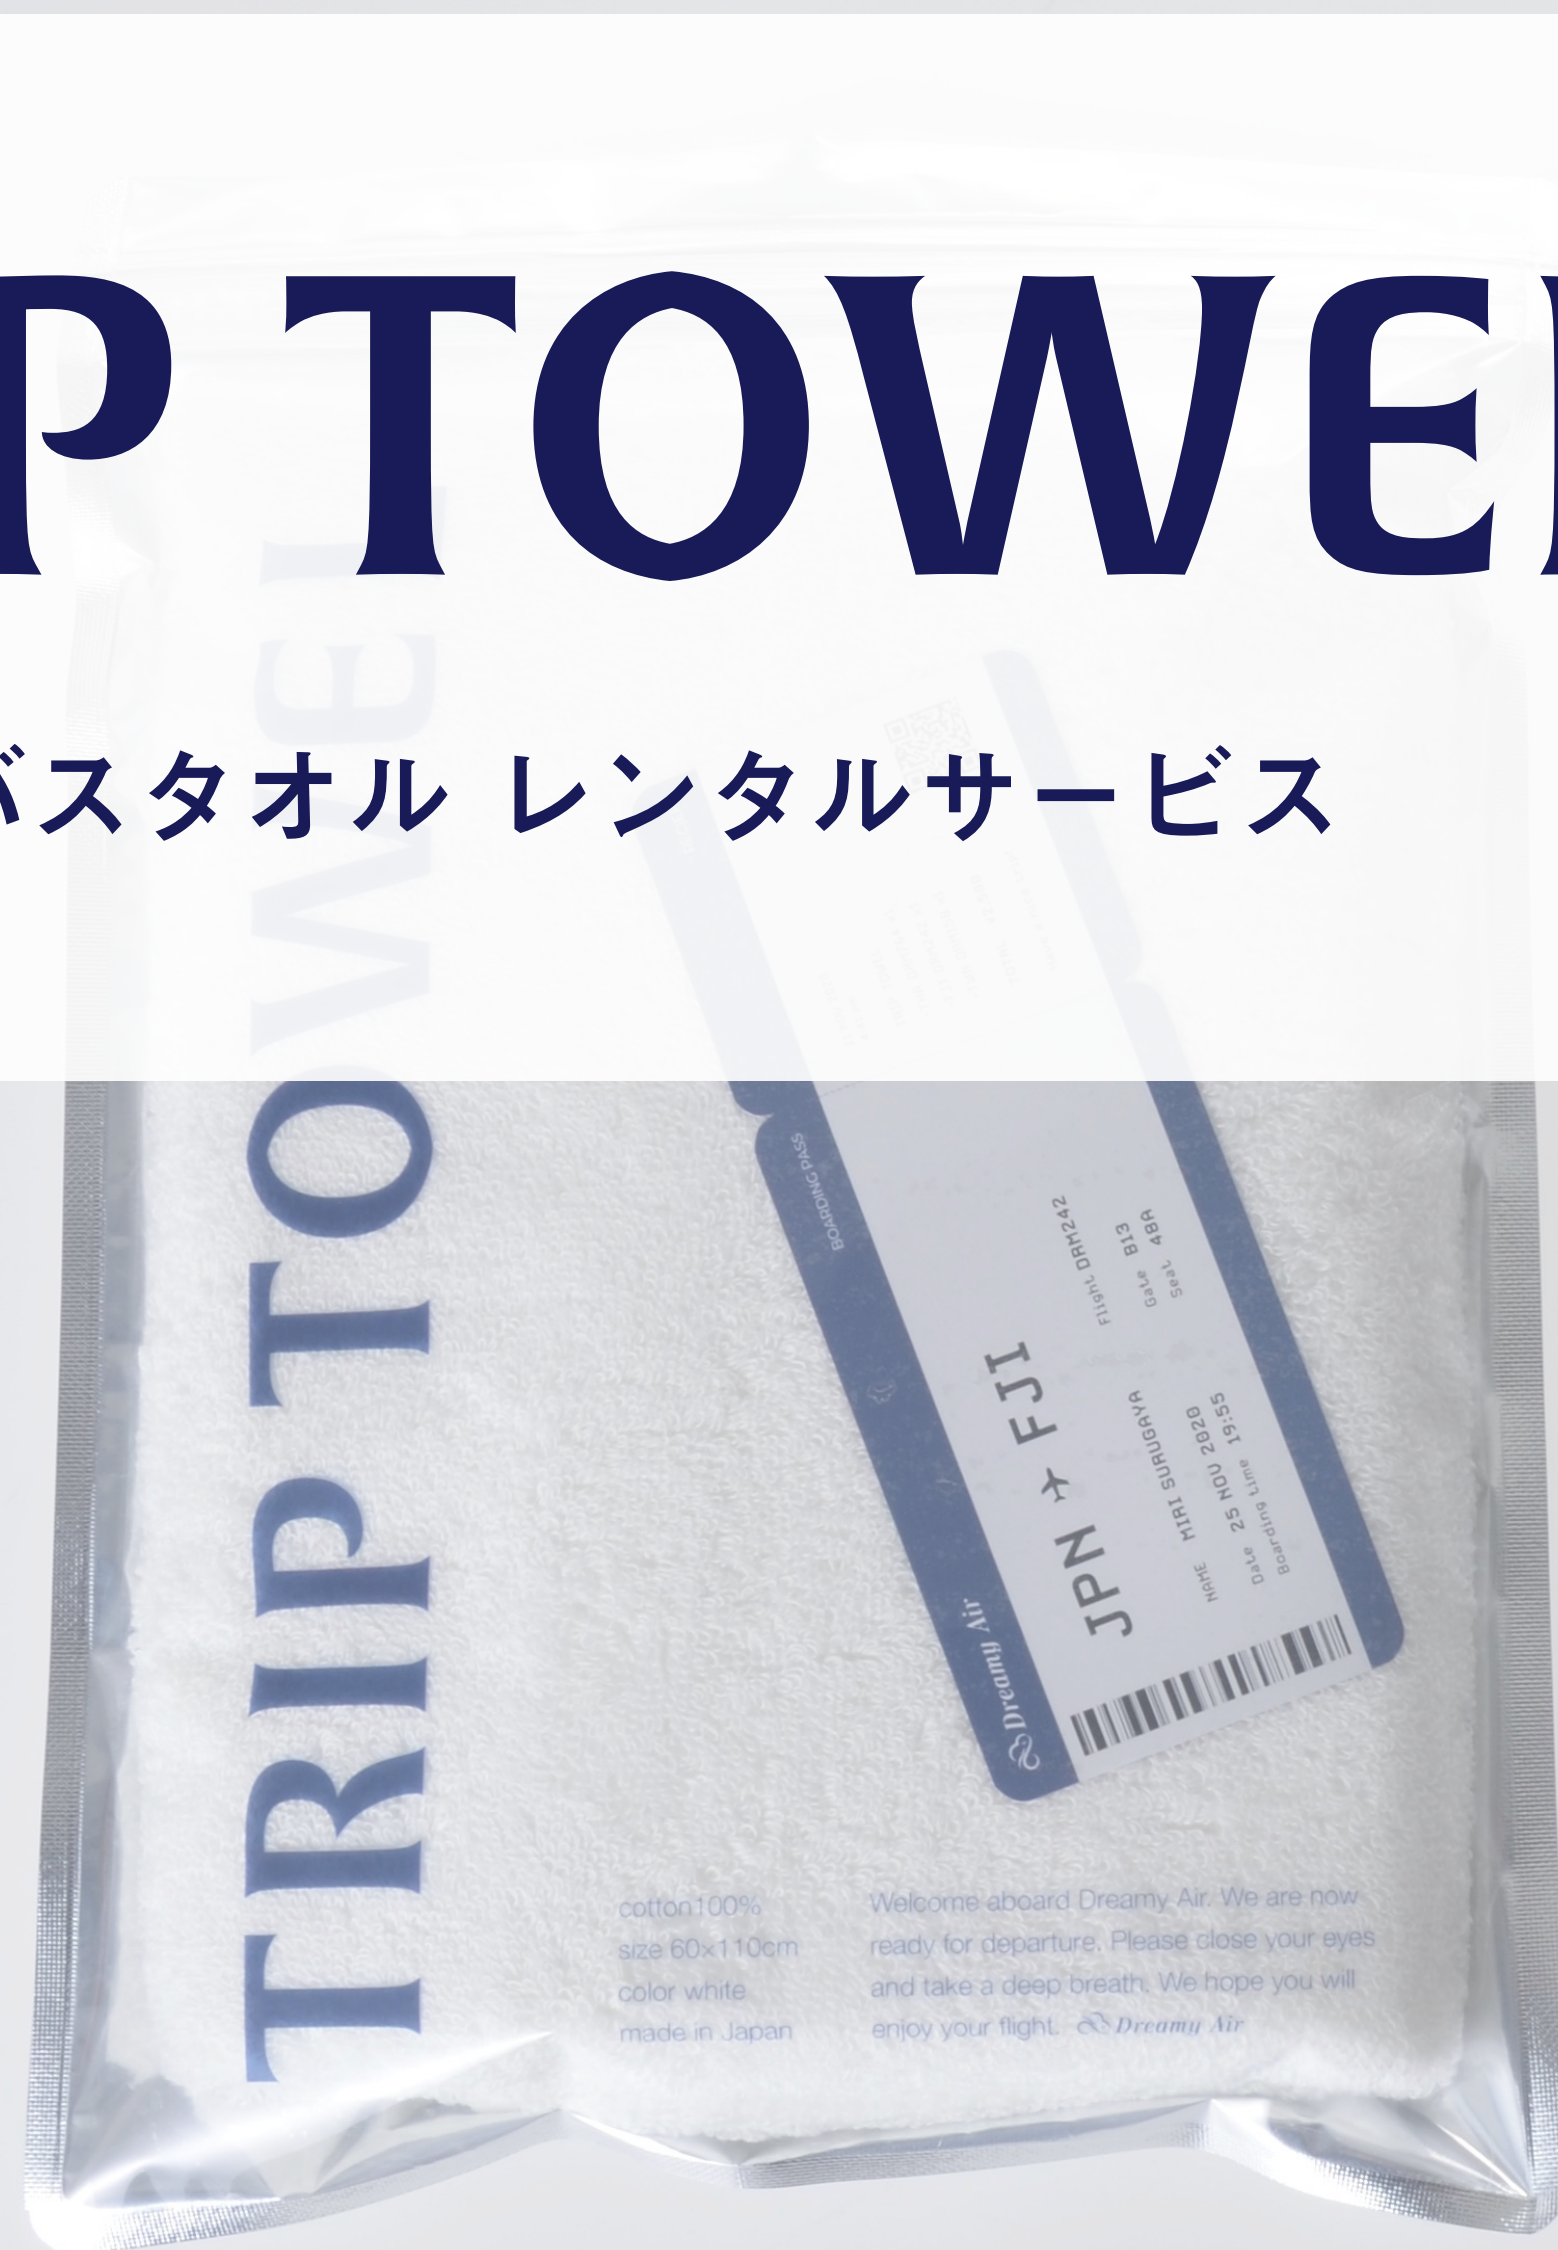 P TOWE
バスタオル レンタルサービス
TRIP TOWEL
BOARDING PASS
Flight DRM242
Gate B13
Seat 48A
JPN ✈ FJI
NAME MIRI SURUGAYA
Date 25 NOV 2020
Boarding time 19:55
Dreamy Air
cotton100%
size 60×110cm
color white
made in Japan
Welcome aboard Dreamy Air. We are now
ready for departure. Please close your eyes
and take a deep breath. We hope you will
enjoy your flight. Dreamy Air